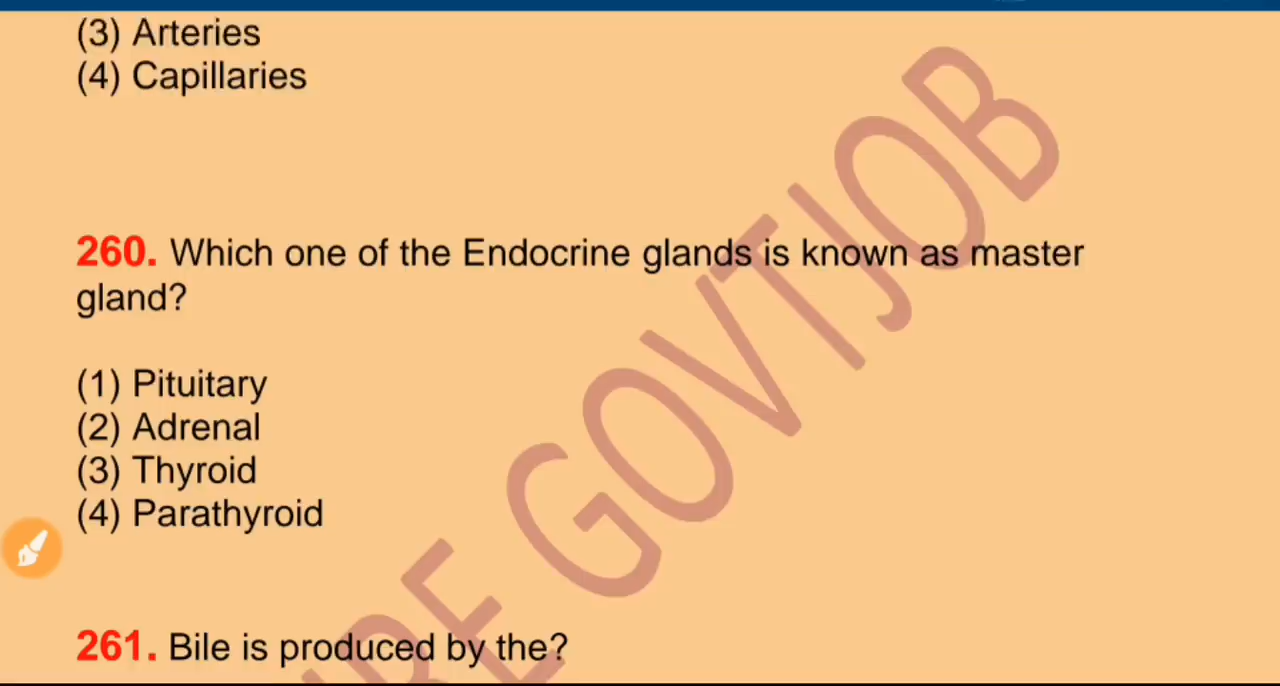 (3) Arteries
(4) Capillaries
260. Which one of the Endocrine glands is known as master
gland?
(1) Pituitary
(2) Adrenal
(3) Thyroid
(4) Parathyroid
261. Bile is produced by the?
GOVTJOB